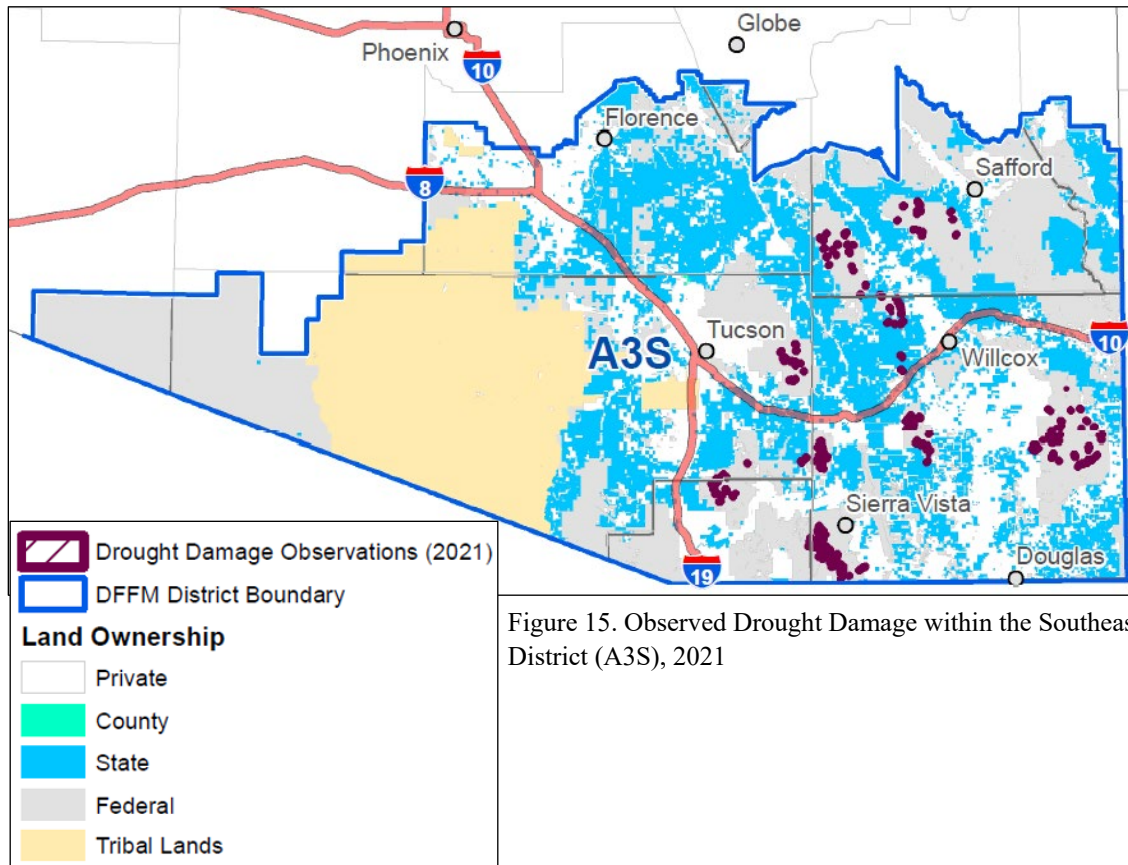 Globe
Phoenix
10
Florence
8
Safford
Tucson
A3S
10
Willcox
Sierra Vista
Douglas
19
Drought Damage Observations (2021)
DFFM District Boundary
Land Ownership
Private
County
State
Federal
Tribal Lands
Figure 15. Observed Drought Damage within the Southeas
District (A3S), 2021